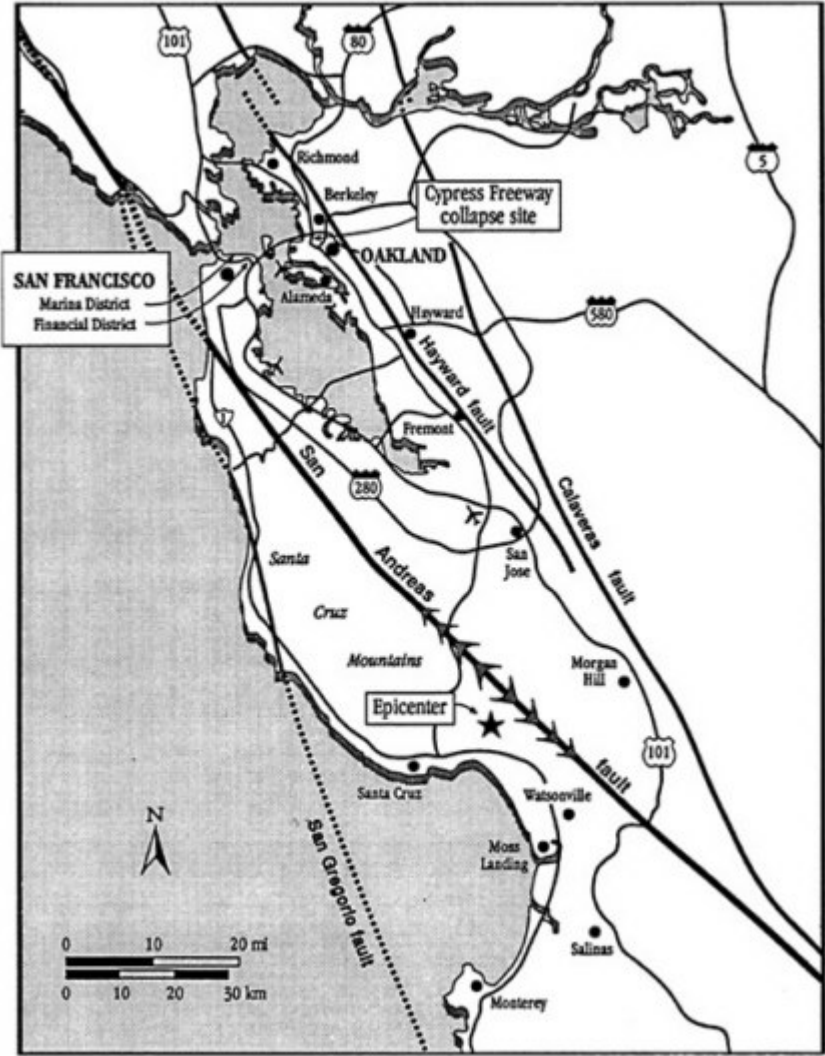 101
80
5
Richmond
Berkeley
Cypress Freeway
collapse site
OAKLAND
SAN FRANCISCO
Marina District
Financial District
Alameda
580
Hayward
Hayward fault
1
Fremont
San
280
Calaveras
fault
San
Jose
Andreas
Santa
Cruz
Mountains
Morgan
Hill
Epicenter
fault
101
Santa Cruz
Watsonville
N
Moss
Landing
San Gregorio fault
Salinas
0 10 20 mi
0 10 20 30 km
Monterey